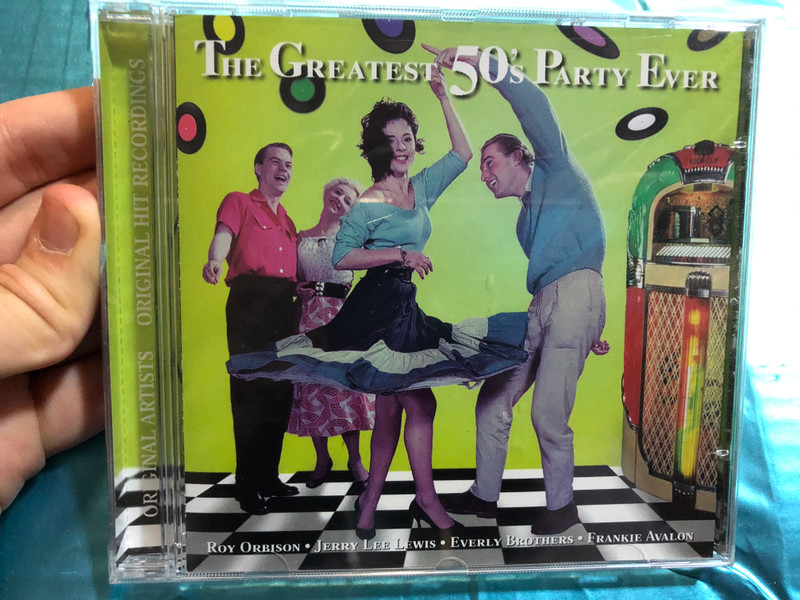 THE GREATEST 50'S PARTY EVER
ORIGINAL ARTISTS ORIGINAL HIT RECORDINGS
ROY ORBISON • JERRY LEE LEWIS • EVERLY BROTHERS • FRANKIE AVALON